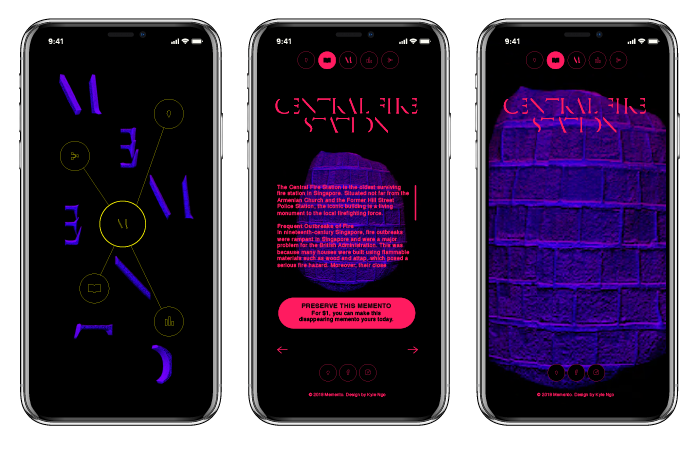 9:41
9:41
CENTRAL FIRE
STATION
The Central Fire Station is the oldest surviving
fire station in Singapore. Situated not far from the
Armenian Church and the Former Hill Street
Police Station, the iconic building is a living
monument to the local firefighting force.
Frequent Outbreaks of Fire
In nineteenth-century Singapore, fire outbreaks
were rampant in Singapore and were a major
problem for the British Administration. This was
because many houses were built using flammable
materials such as wood and attap, which posed a
serious fire hazard. Moreover, their close
PRESERVE THIS MEMENTO
For $1, you can make this
disappearing memento yours today.
© 2019 Memento. Design by Kyle Ngo
9:41
CENTRAL FIRE
STATION
© 2019 Memento. Design by Kyle Ngo